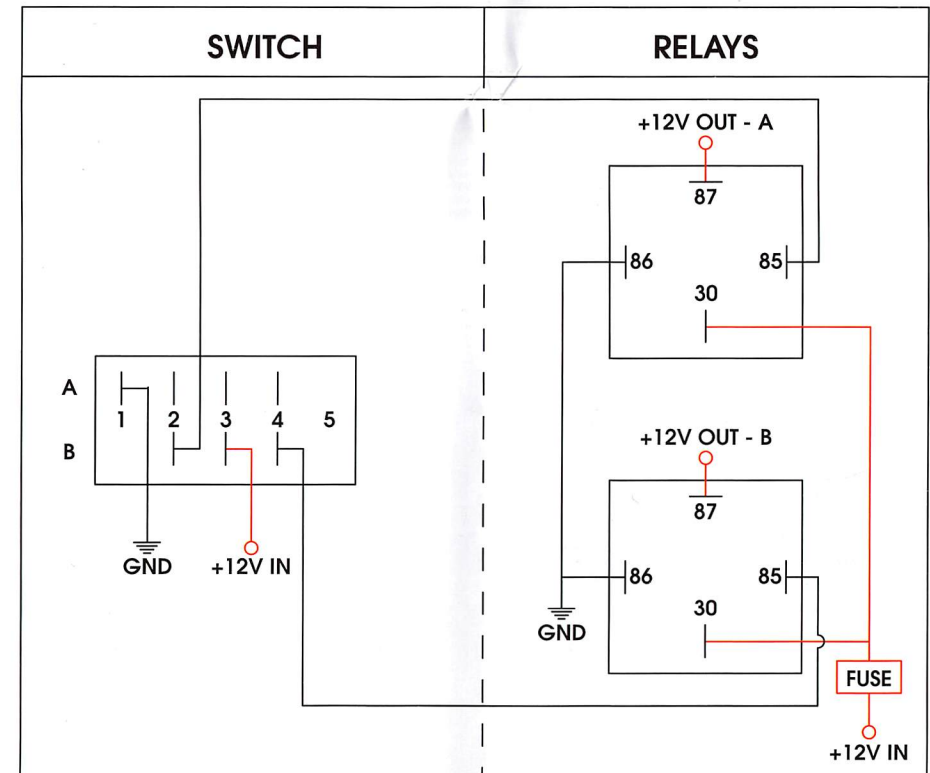 SWITCH
RELAYS
+12V OUT - A
87
86
85
30
A
1 2 3 4 5
B
GND
+12V IN
+12V OUT - B
87
86
85
30
GND
FUSE
+12V IN